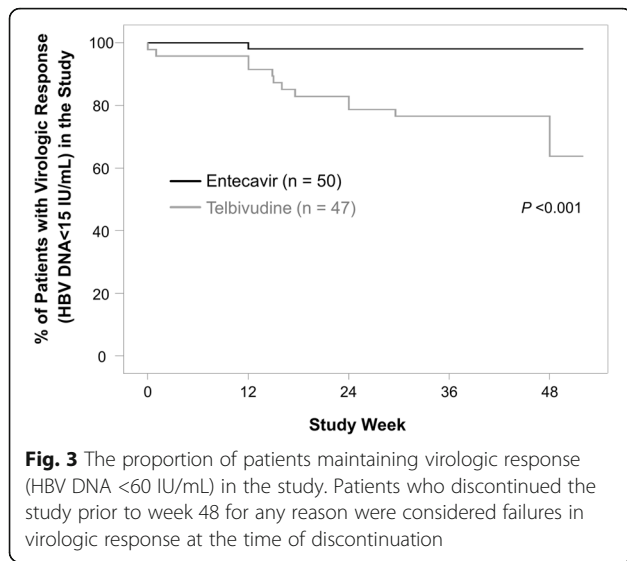 % of Patients with Virologic Response
(HBV DNA<15 IU/mL) in the Study
100
80
60
40
20
0
Entecavir (n = 50)
Telbivudine (n = 47)
P <0.001
0 12 24 36 48
Study Week
Fig. 3 The proportion of patients maintaining virologic response
(HBV DNA <60 IU/mL) in the study. Patients who discontinued the
study prior to week 48 for any reason were considered failures in
virologic response at the time of discontinuation